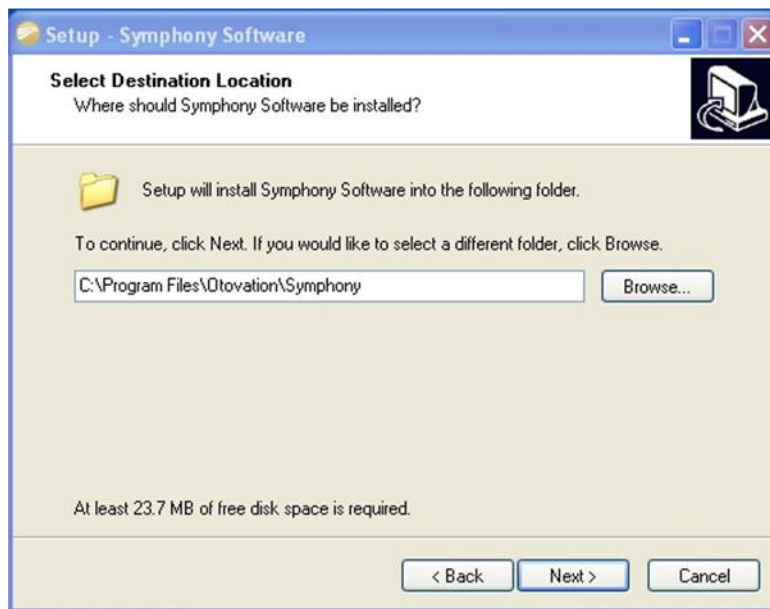 Setup - Symphony Software
Select Destination Location
Where should Symphony Software be installed?
Setup will install Symphony Software into the following folder.
To continue, click Next. If you would like to select a different folder, click Browse.
C:\Program Files\Otovation\Symphony
Browse...
At least 23.7 MB of free disk space is required.
< Back
Next >
Cancel